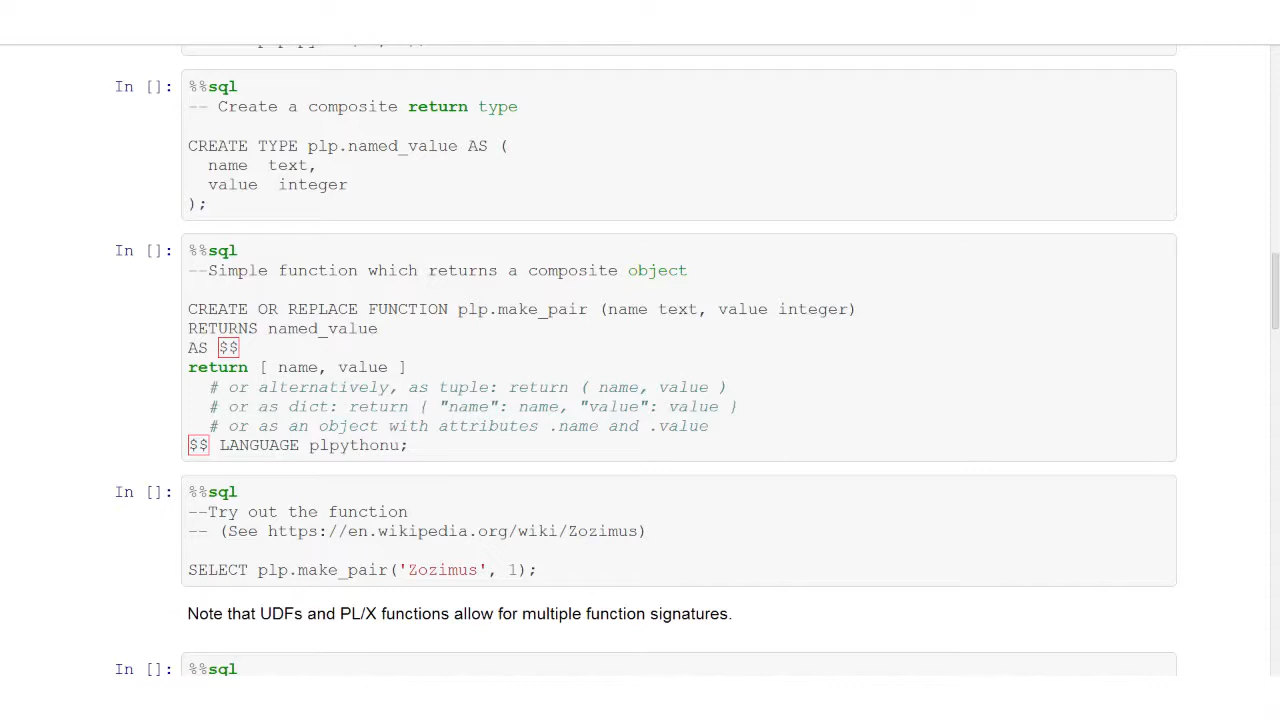 In []:
%%sql
-- Create a composite return type
CREATE TYPE plp.named_value AS (
name text,
value integer
);
In []:
%%sql
--Simple function which returns a composite object
CREATE OR REPLACE FUNCTION plp.make_pair (name text, value integer)
RETURNS named_value
AS $$
return [ name, value ]
# or alternatively, as tuple: return ( name, value )
# or as dict: return { "name": name, "value": value }
# or as an object with attributes .name and .value
$$ LANGUAGE plpythonu;
In []:
%%sql
--Try out the function
-- (See https://en.wikipedia.org/wiki/Zozimus)
SELECT plp.make_pair('Zozimus', 1);
Note that UDFs and PL/X functions allow for multiple function signatures.
In []:
%%sql